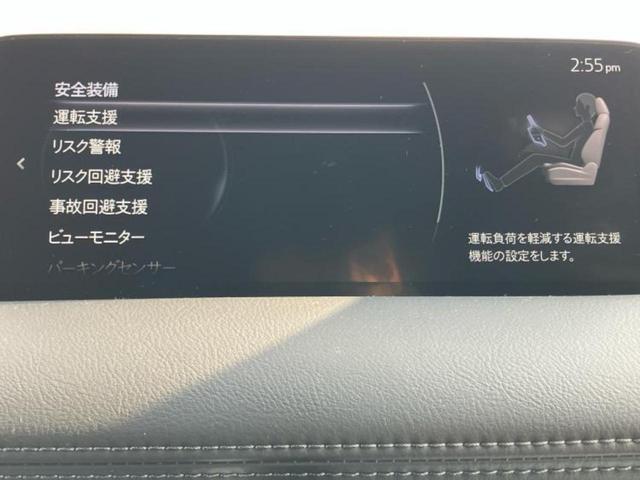 2:55pm
安全装備
運転支援
リスク警報
リスク回避支援
事故回避支援
ビューモニター
パーキングセンサー
運転負荷を軽減する運転支援
機能の設定をします。